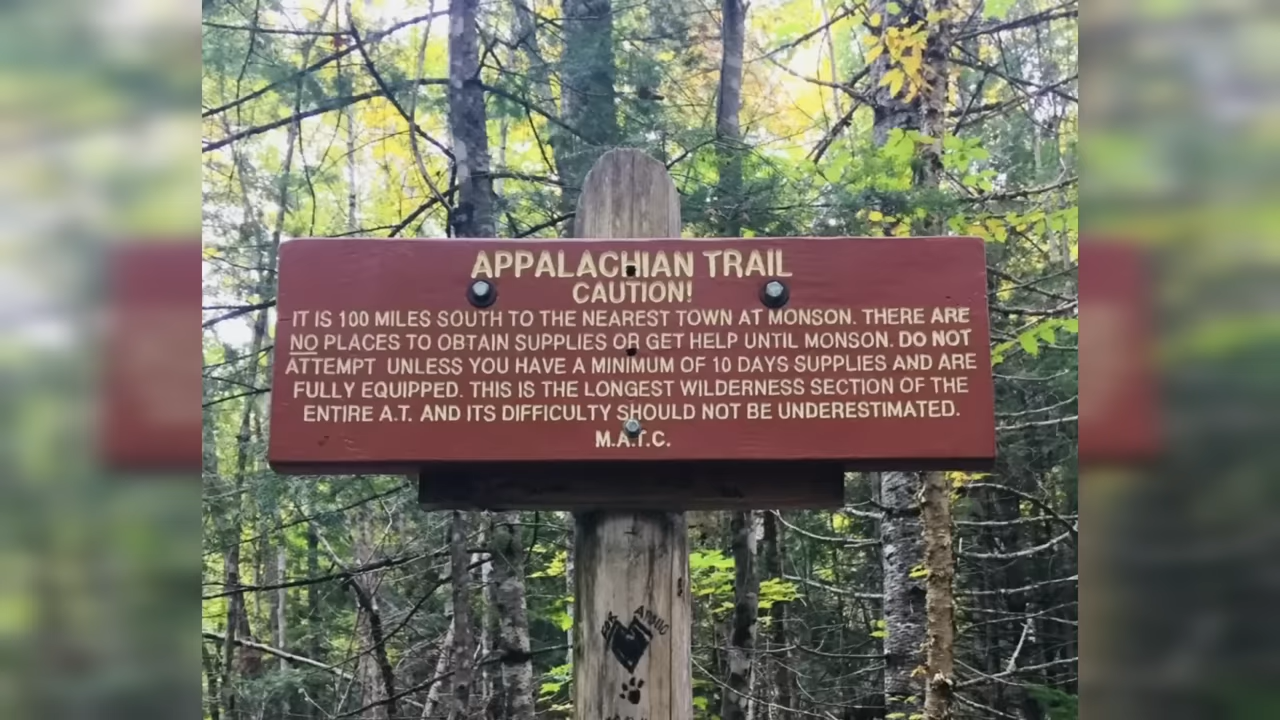 APPALACHIAN TRAIL
CAUTION!
IT IS 100 MILES SOUTH TO THE NEAREST TOWN AT MONSON. THERE ARE
NO PLACES TO OBTAIN SUPPLIES OR GET HELP UNTIL MONSON. DO NOT
ATTEMPT UNLESS YOU HAVE A MINIMUM OF 10 DAYS SUPPLIES AND ARE
FULLY EQUIPPED. THIS IS THE LONGEST WILDERNESS SECTION OF THE
ENTIRE A.T. AND ITS DIFFICULTY SHOULD NOT BE UNDERESTIMATED.
M.A.T.C.